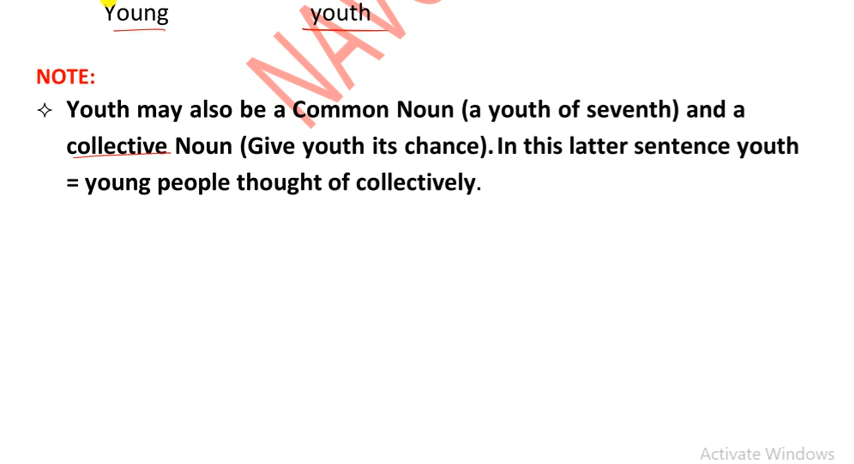 Young youth
NAV
NOTE:
✧ Youth may also be a Common Noun (a youth of seventh) and a
collective Noun (Give youth its chance). In this latter sentence youth
= young people thought of collectively.
Activate Windows